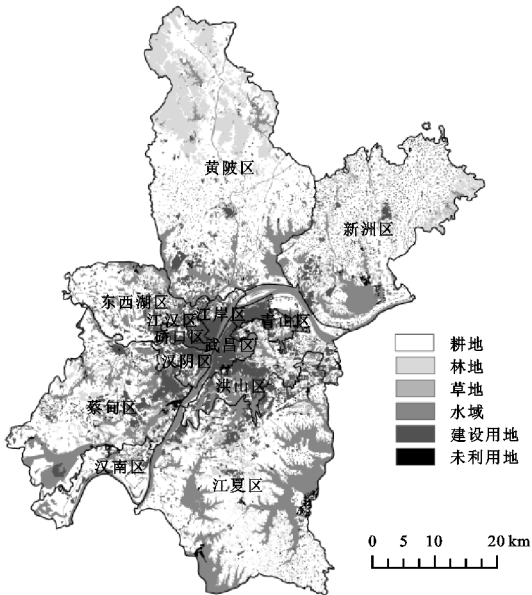 黄陂区
新洲区
东西湖区
江岸区
江汉区
青山区
硚口区
武昌区
汉阳区
洪山区
蔡甸区
汉南区
江夏区
耕地
林地
草地
水域
建设用地
未利用地
0 5 10 20 km